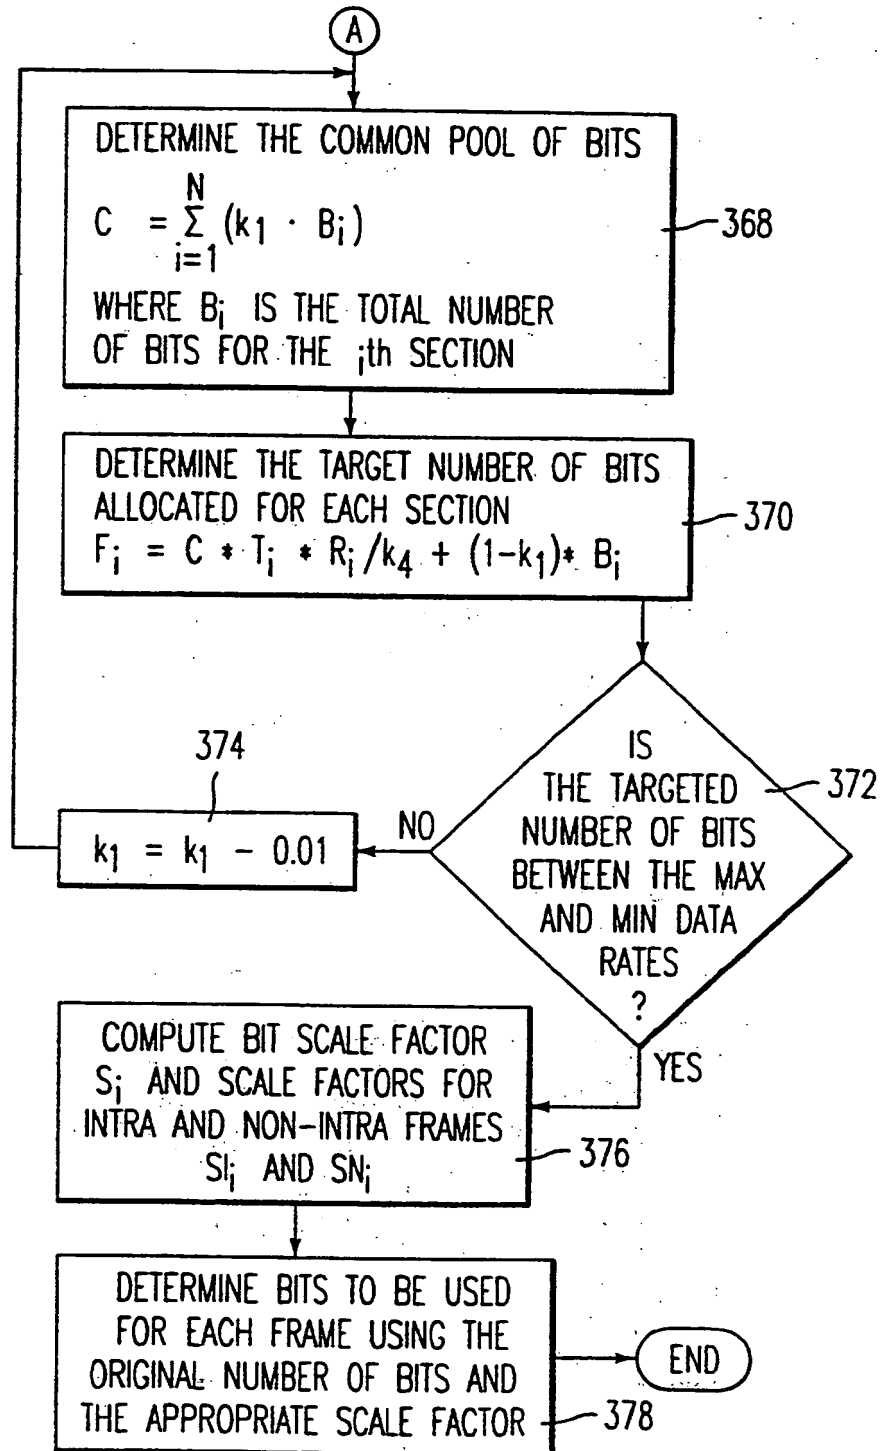 A
DETERMINE THE COMMON POOL OF BITS
N
C = Σ (k1 · Bi)
i=1
WHERE Bi IS THE TOTAL NUMBER
OF BITS FOR THE ith SECTION
368
DETERMINE THE TARGET NUMBER OF BITS
ALLOCATED FOR EACH SECTION
Fi = C * Ti * Ri/k4 + (1-k1)* Bi
370
IS
THE TARGETED
NUMBER OF BITS
BETWEEN THE MAX
AND MIN DATA
RATES
?
372
NO
374
k1 = k1 - 0.01
YES
COMPUTE BIT SCALE FACTOR
Si AND SCALE FACTORS FOR
INTRA AND NON-INTRA FRAMES
SIi AND SNi
376
DETERMINE BITS TO BE USED
FOR EACH FRAME USING THE
ORIGINAL NUMBER OF BITS AND
THE APPROPRIATE SCALE FACTOR
378
END